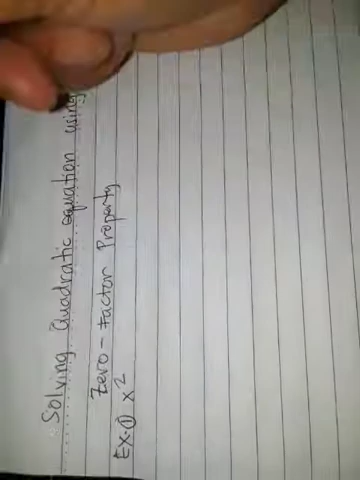 Solving Quadratic equation using
Zero-Factor Property
Ex.① x²